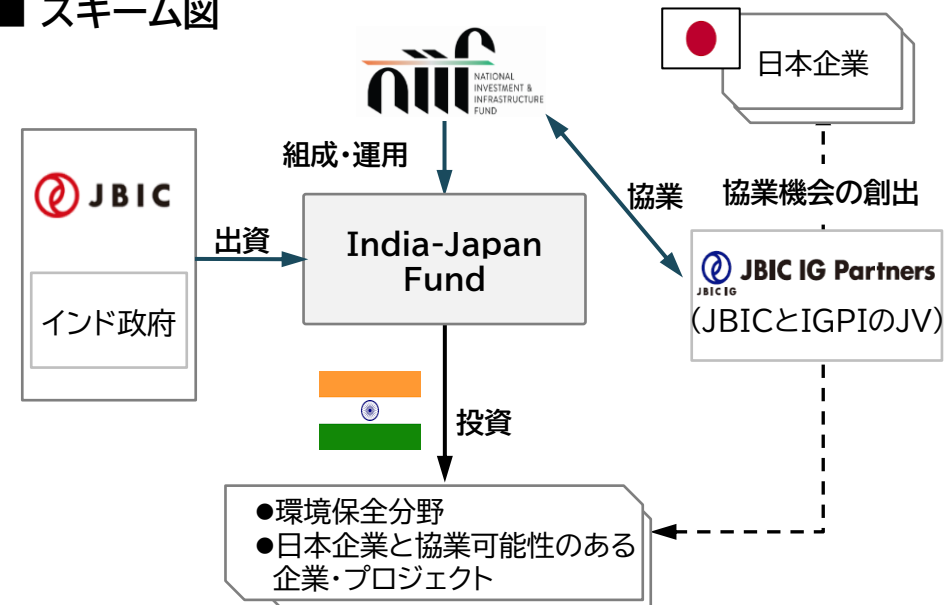 ■ スキーム図
niif
NATIONAL
INVESTMENT &
INFRASTRUCTURE
FUND
日本企業
組成・運用
JBIC
インド政府
出資
India-Japan
Fund
協業
協業機会の創出
JBIC IG
JBIC IG Partners
(JBICとIGPIのJV)
投資
●環境保全分野
●日本企業と協業可能性のある
企業・プロジェクト